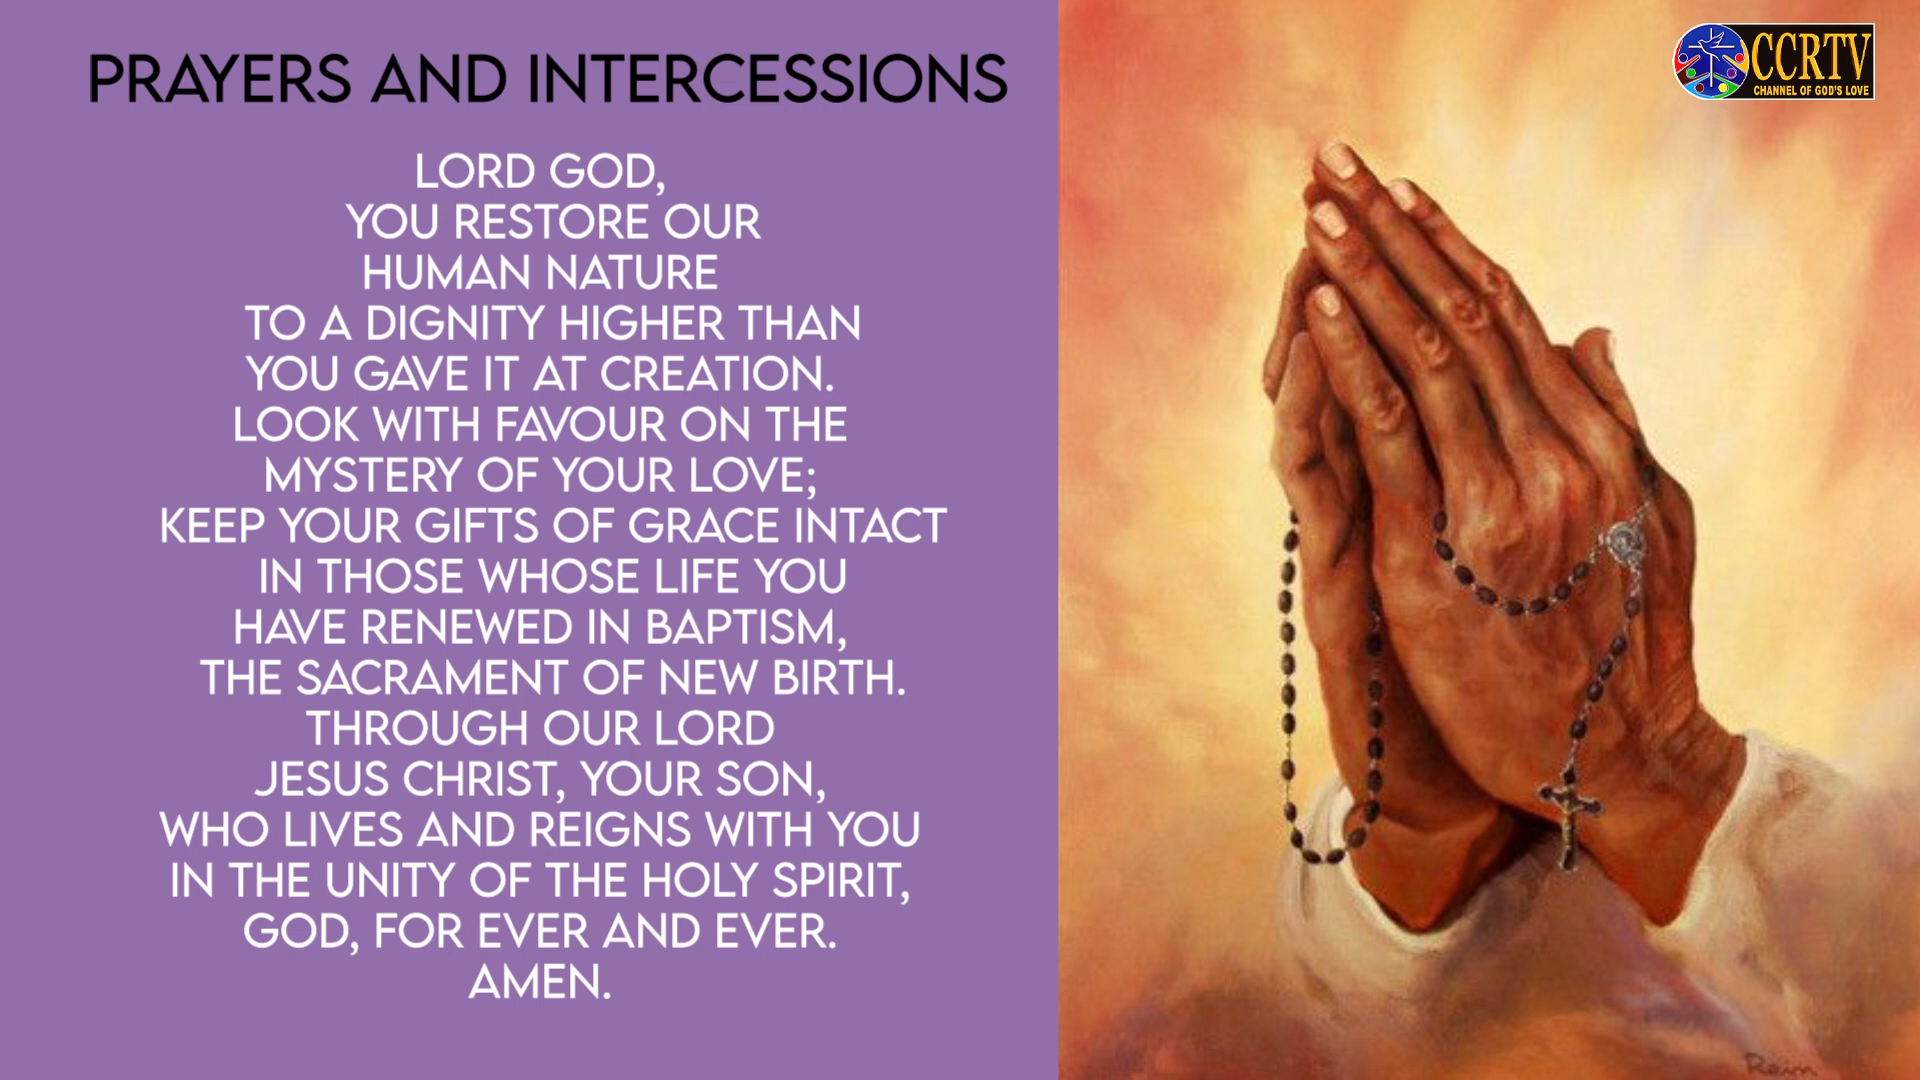 PRAYERS AND INTERCESSIONS
LORD GOD,
YOU RESTORE OUR
HUMAN NATURE
TO A DIGNITY HIGHER THAN
YOU GAVE IT AT CREATION.
LOOK WITH FAVOUR ON THE
MYSTERY OF YOUR LOVE;
KEEP YOUR GIFTS OF GRACE INTACT
IN THOSE WHOSE LIFE YOU
HAVE RENEWED IN BAPTISM,
THE SACRAMENT OF NEW BIRTH.
THROUGH OUR LORD
JESUS CHRIST, YOUR SON,
WHO LIVES AND REIGNS WITH YOU
IN THE UNITY OF THE HOLY SPIRIT,
GOD, FOR EVER AND EVER.
AMEN.
CCRTV
CHANNEL OF GOD'S LOVE